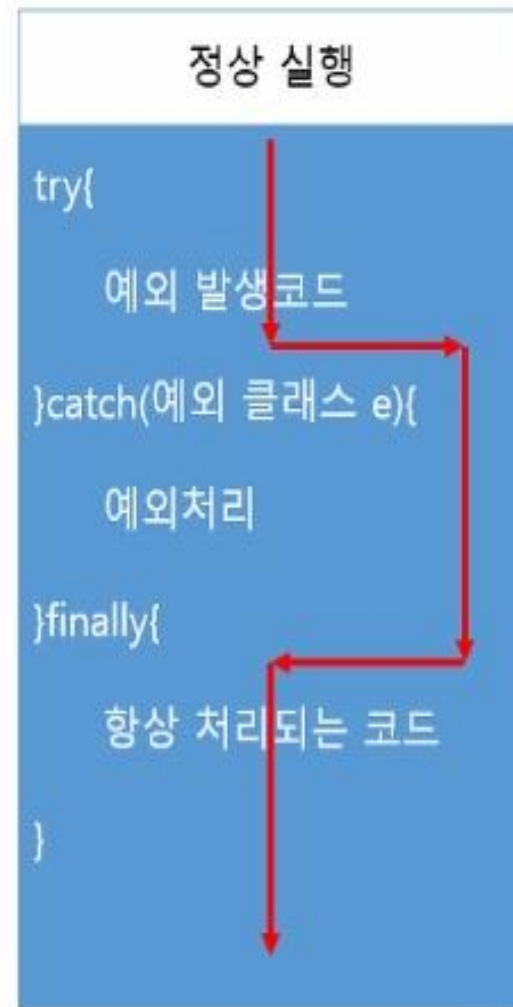 정상 실행
try{
예외 발생코드
}catch(예외 클래스 e){
예외처리
}finally{
항상 처리되는 코드
}